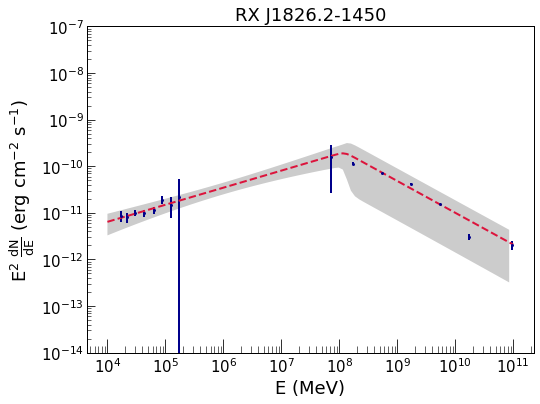 RX J1826.2-1450
E² dN/dE (erg cm⁻² s⁻¹)
10⁻⁷
10⁻⁸
10⁻⁹
10⁻¹⁰
10⁻¹¹
10⁻¹²
10⁻¹³
10⁻¹⁴
10⁴ 10⁵ 10⁶ 10⁷ 10⁸ 10⁹ 10¹⁰ 10¹¹
E (MeV)